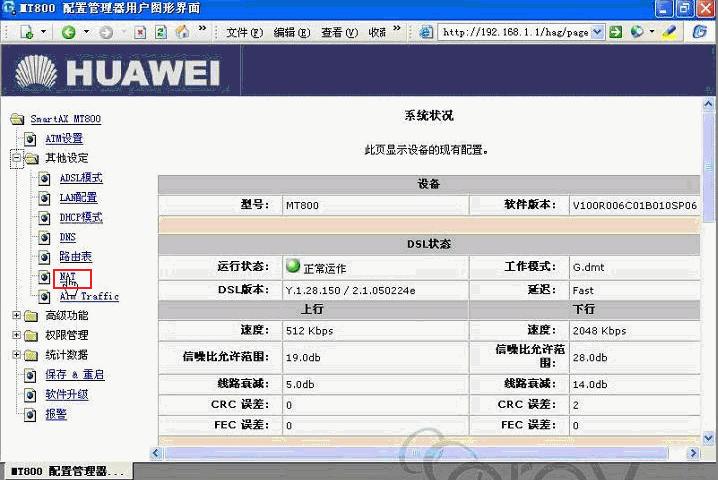 MT800 配置管理器用户图形界面
文件(F) 编辑(E) 查看(V) 收藏 » http://192.168.1.1/hag/page
HUAWEI
SmartAX MT800
ATM设置
其他设定
ADSL模式
LAN配置
DHCP模式
DNS
路由表
NAT
ATM Traffic
高级功能
权限管理
统计数据
保存 & 重启
软件升级
报警
系统状况
此页显示设备的现有配置。
设备
型号： MT800 软件版本： V100R006C01B010SP06
DSL状态
运行状态： 正常运作 工作模式： G.dmt
DSL版本： Y.1.28.150 / 2.1.050224e 延迟： Fast
上行 下行
速度： 512 Kbps 速度： 2048 Kbps
信噪比允许范围： 19.0db 信噪比允许范围： 28.0db
线路衰减： 5.0db 线路衰减： 14.0db
CRC 误差： 0 CRC 误差： 2
FEC 误差： 0 FEC 误差： 0
MT800 配置管理器...